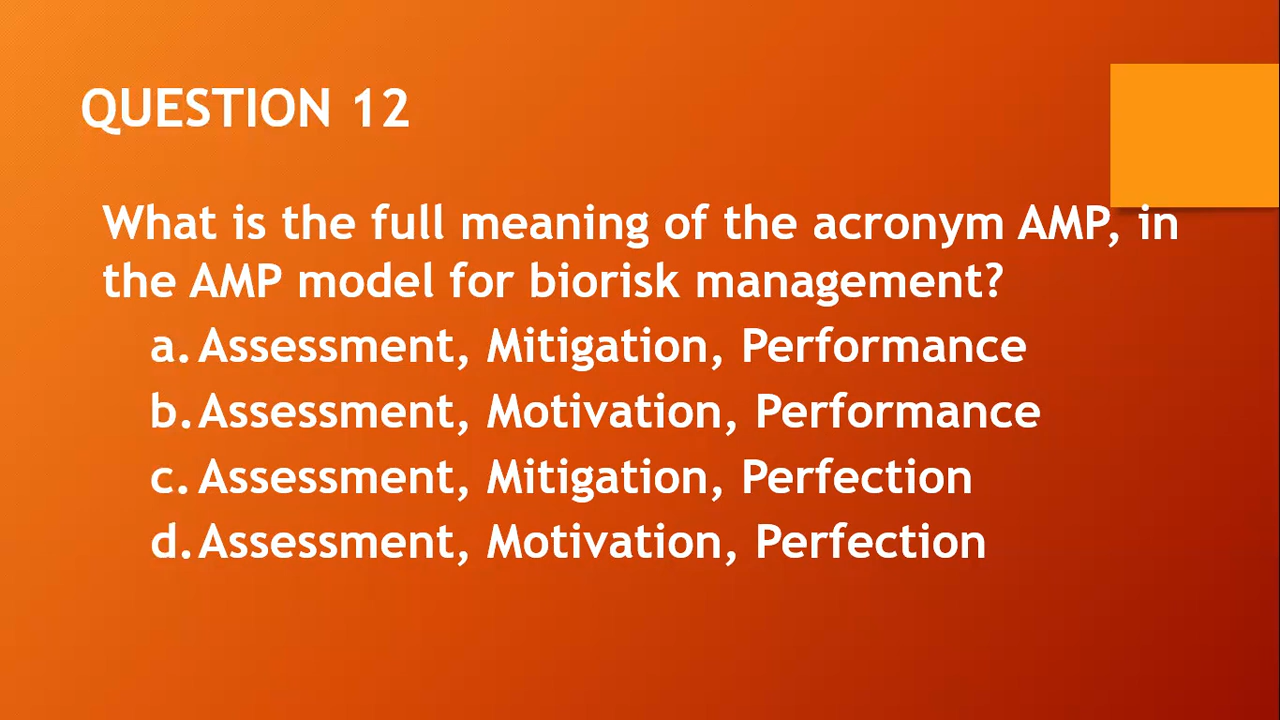 QUESTION 12
What is the full meaning of the acronym AMP, in
the AMP model for biorisk management?
a. Assessment, Mitigation, Performance
b. Assessment, Motivation, Performance
c. Assessment, Mitigation, Perfection
d. Assessment, Motivation, Perfection